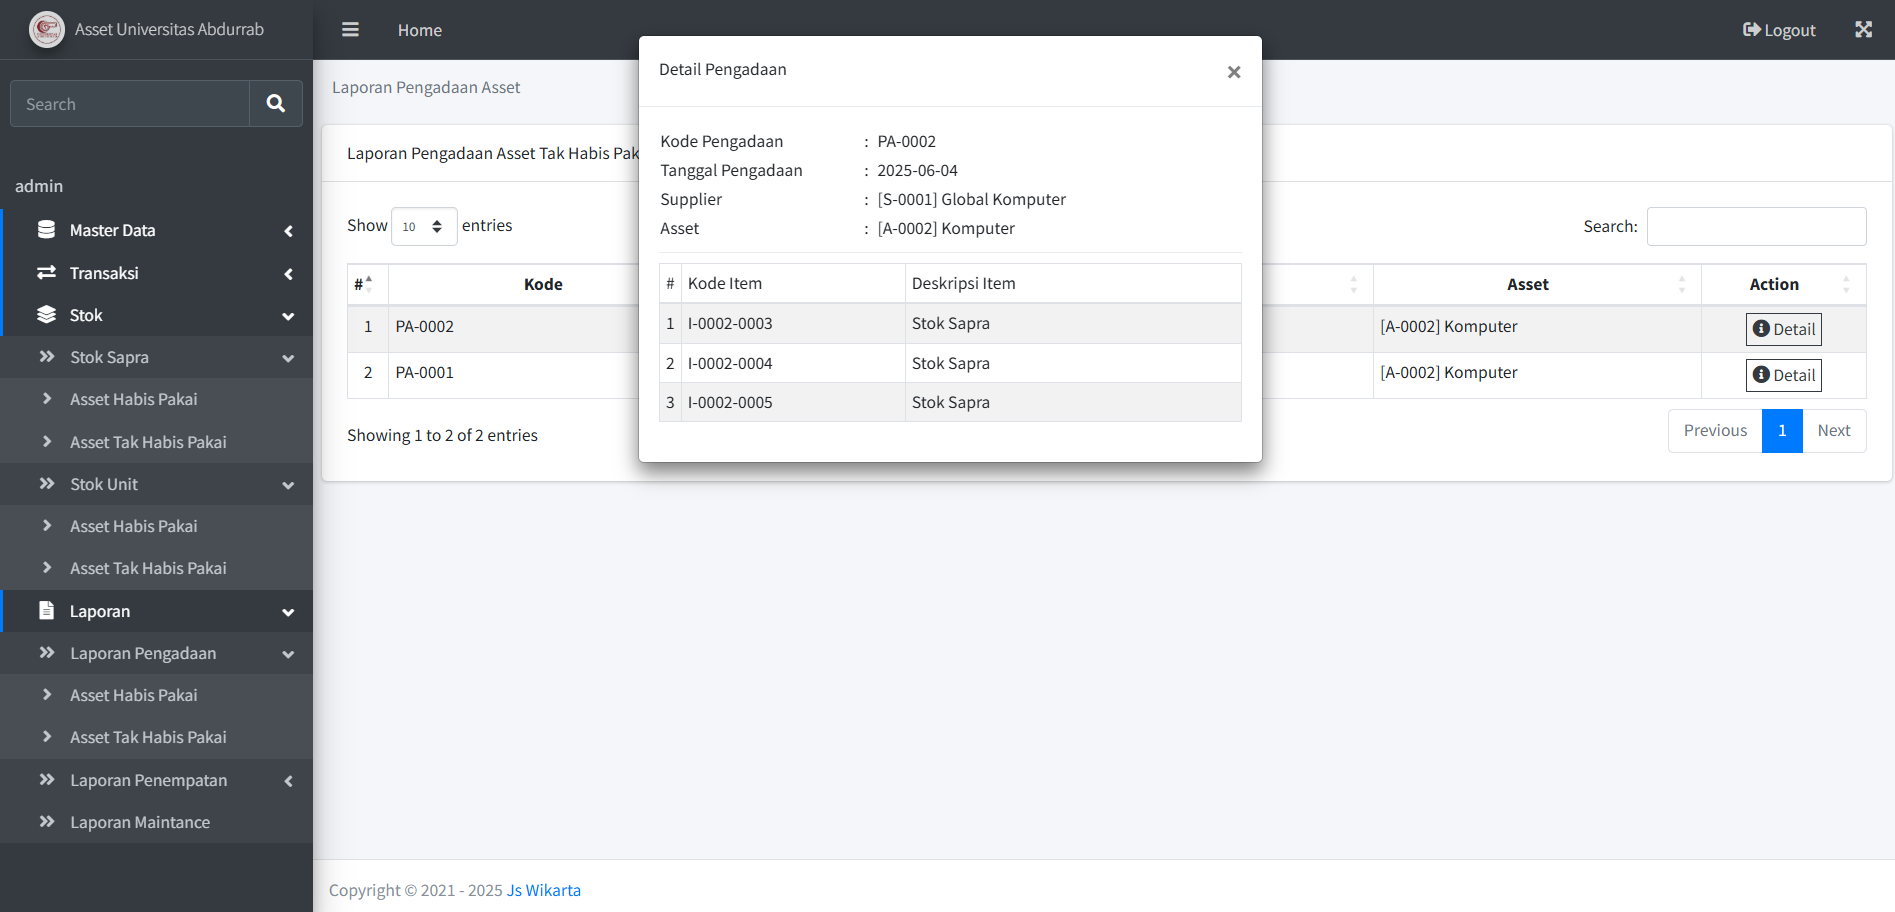 Asset Universitas Abdurrab
Home
Logout
Search
admin
Master Data
Transaksi
Stok
Stok Sapra
Asset Habis Pakai
Asset Tak Habis Pakai
Stok Unit
Asset Habis Pakai
Asset Tak Habis Pakai
Laporan
Laporan Pengadaan
Asset Habis Pakai
Asset Tak Habis Pakai
Laporan Penempatan
Laporan Maintance
Laporan Pengadaan Asset
Laporan Pengadaan Asset Tak Habis Pak
Show 10 entries
Search:
# Kode Asset Action
1 PA-0002 [A-0002] Komputer Detail
2 PA-0001 [A-0002] Komputer Detail
Showing 1 to 2 of 2 entries
Previous 1 Next
Detail Pengadaan ×
Kode Pengadaan : PA-0002
Tanggal Pengadaan : 2025-06-04
Supplier : [S-0001] Global Komputer
Asset : [A-0002] Komputer
# Kode Item Deskripsi Item
1 I-0002-0003 Stok Sapra
2 I-0002-0004 Stok Sapra
3 I-0002-0005 Stok Sapra
Copyright © 2021 - 2025 Js Wikarta